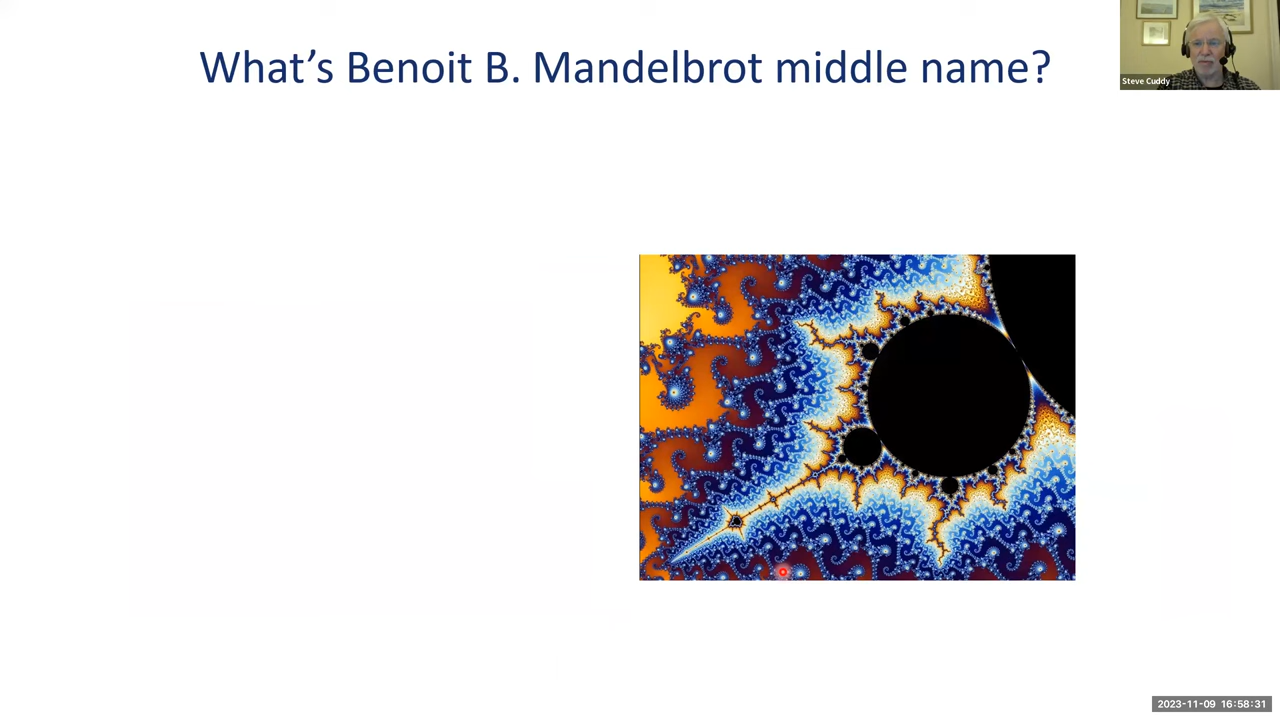 What’s Benoit B. Mandelbrot middle name?
Steve Cuddy
2023-11-09 16:58:31